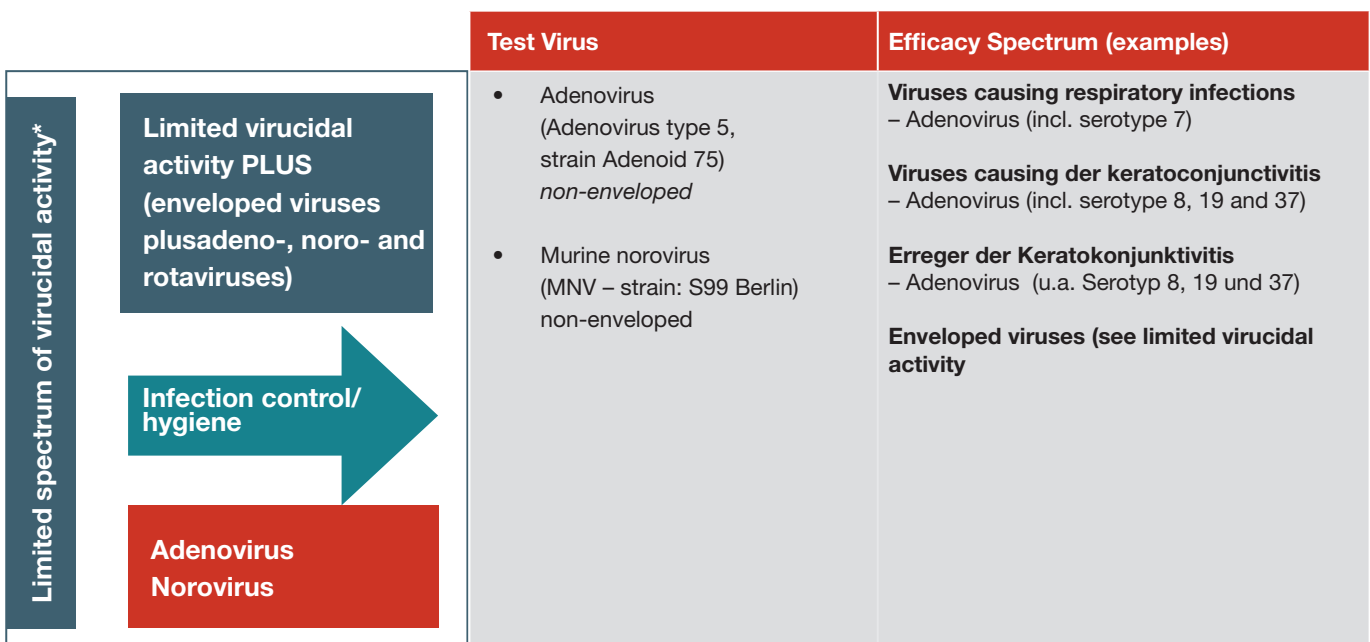 Limited spectrum of virucidal activity*
Limited virucidal
activity PLUS
(enveloped viruses
plusadeno-, noro- and
rotaviruses)
Infection control/
hygiene
Adenovirus
Norovirus
Test Virus
• Adenovirus
(Adenovirus type 5,
strain Adenoid 75)
non-enveloped
• Murine norovirus
(MNV – strain: S99 Berlin)
non-enveloped
Efficacy Spectrum (examples)
Viruses causing respiratory infections
– Adenovirus (incl. serotype 7)
Viruses causing der keratoconjunctivitis
– Adenovirus (incl. serotype 8, 19 and 37)
Erreger der Keratokonjunktivitis
– Adenovirus (u.a. Serotyp 8, 19 und 37)
Enveloped viruses (see limited virucidal
activity